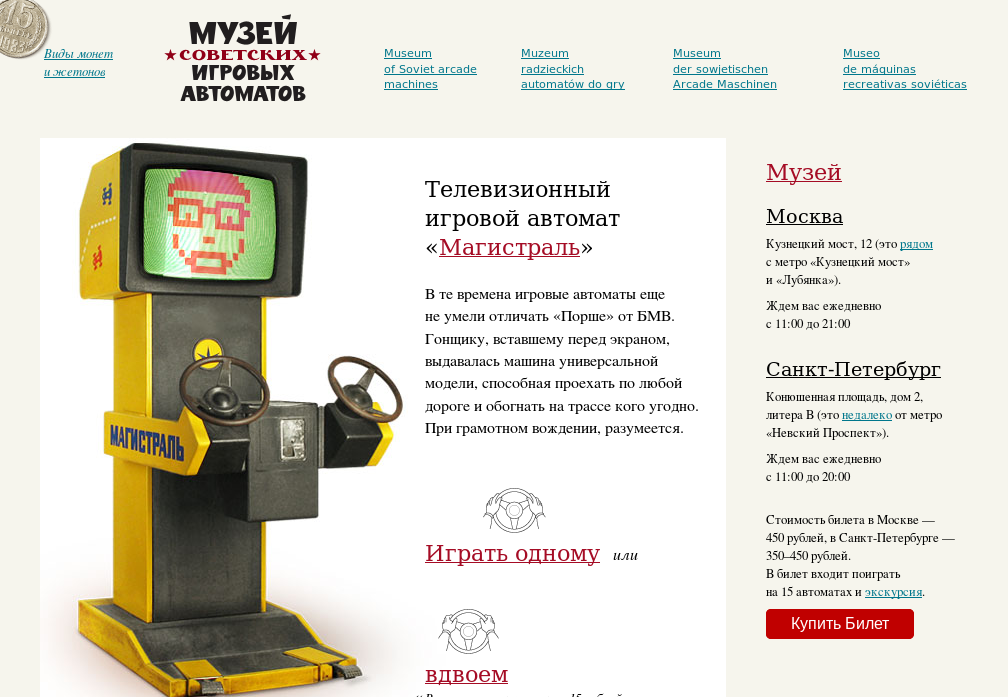 Виды монет
и жетонов
МУЗЕЙ
★СОВЕТСКИХ★
ИГРОВЫХ
АВТОМАТОВ
Museum
of Soviet arcade
machines
Muzeum
radzieckich
automatów do gry
Museum
der sowjetischen
Arcade Maschinen
Museo
de máquinas
recreativas soviéticas
Телевизионный
игровой автомат
«Магистраль»
В те времена игровые автоматы еще
не умели отличать «Порше» от БМВ.
Гонщику, вставшему перед экраном,
выдавалась машина универсальной
модели, способная проехать по любой
дороге и обогнать на трассе кого угодно.
При грамотном вождении, разумеется.
МАГИСТРАЛЬ
Играть одному или
вдвоем
Музей
Москва
Кузнецкий мост, 12 (это рядом
с метро «Кузнецкий мост»
и «Лубянка»).
Ждем вас ежедневно
с 11:00 до 21:00
Санкт-Петербург
Конюшенная площадь, дом 2,
литера В (это недалеко от метро
«Невский Проспект»).
Ждем вас ежедневно
с 11:00 до 20:00
Стоимость билета в Москве —
450 рублей, в Санкт-Петербурге —
350–450 рублей.
В билет входит поиграть
на 15 автоматах и экскурсия.
Купить Билет